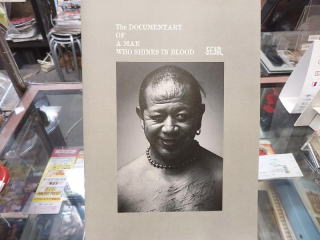 The DOCUMENTARY
OF
A MAN
WHO SHINES IN BLOOD 狂猿